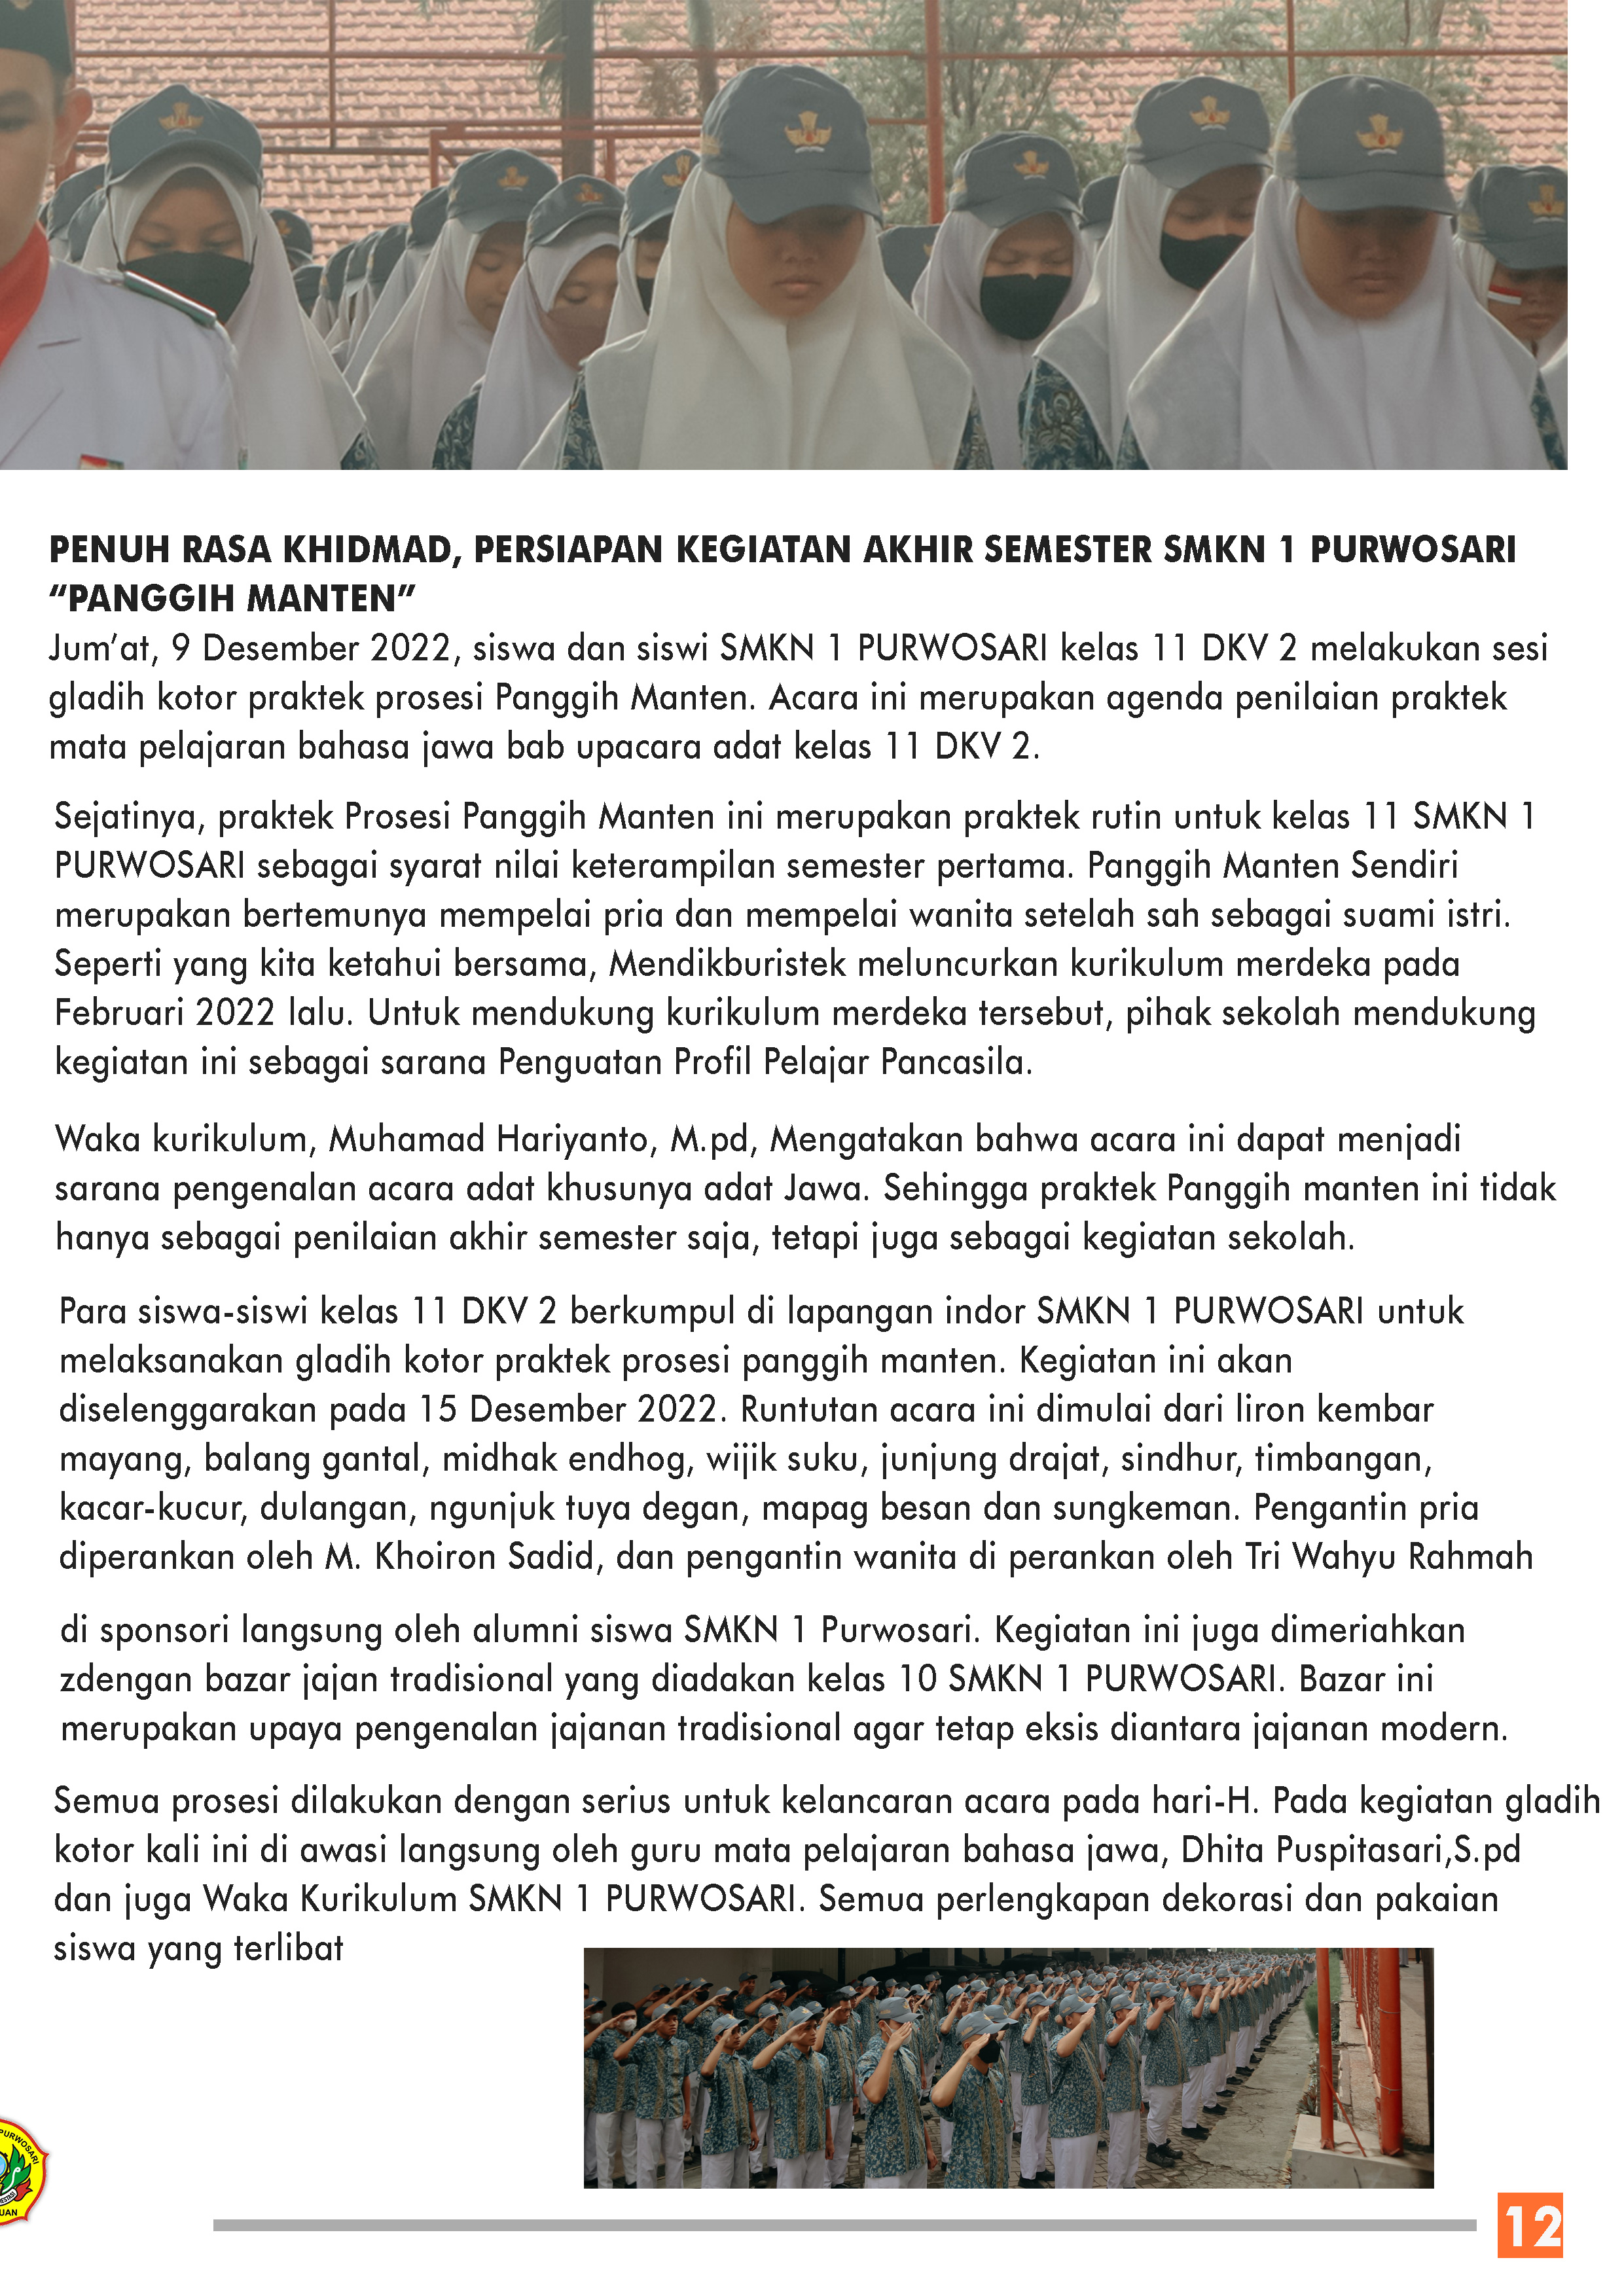 PENUH RASA KHIDMAD, PERSIAPAN KEGIATAN AKHIR SEMESTER SMKN 1 PURWOSARI
“PANGGIH MANTEN”
Jum’at, 9 Desember 2022, siswa dan siswi SMKN 1 PURWOSARI kelas 11 DKV 2 melakukan sesi
gladih kotor praktek prosesi Panggih Manten. Acara ini merupakan agenda penilaian praktek
mata pelajaran bahasa jawa bab upacara adat kelas 11 DKV 2.
Sejatinya, praktek Prosesi Panggih Manten ini merupakan praktek rutin untuk kelas 11 SMKN 1
PURWOSARI sebagai syarat nilai keterampilan semester pertama. Panggih Manten Sendiri
merupakan bertemunya mempelai pria dan mempelai wanita setelah sah sebagai suami istri.
Seperti yang kita ketahui bersama, Mendikburistek meluncurkan kurikulum merdeka pada
Februari 2022 lalu. Untuk mendukung kurikulum merdeka tersebut, pihak sekolah mendukung
kegiatan ini sebagai sarana Penguatan Profil Pelajar Pancasila.
Waka kurikulum, Muhamad Hariyanto, M.pd, Mengatakan bahwa acara ini dapat menjadi
sarana pengenalan acara adat khusunya adat Jawa. Sehingga praktek Panggih manten ini tidak
hanya sebagai penilaian akhir semester saja, tetapi juga sebagai kegiatan sekolah.
Para siswa-siswi kelas 11 DKV 2 berkumpul di lapangan indor SMKN 1 PURWOSARI untuk
melaksanakan gladih kotor praktek prosesi panggih manten. Kegiatan ini akan
diselenggarakan pada 15 Desember 2022. Runtutan acara ini dimulai dari liron kembar
mayang, balang gantal, midhak endhog, wijik suku, junjung drajat, sindhur, timbangan,
kacar-kucur, dulangan, ngunjuk tuya degan, mapag besan dan sungkeman. Pengantin pria
diperankan oleh M. Khoiron Sadid, dan pengantin wanita di perankan oleh Tri Wahyu Rahmah
di sponsori langsung oleh alumni siswa SMKN 1 Purwosari. Kegiatan ini juga dimeriahkan
zdengan bazar jajan tradisional yang diadakan kelas 10 SMKN 1 PURWOSARI. Bazar ini
merupakan upaya pengenalan jajanan tradisional agar tetap eksis diantara jajanan modern.
Semua prosesi dilakukan dengan serius untuk kelancaran acara pada hari-H. Pada kegiatan gladih
kotor kali ini di awasi langsung oleh guru mata pelajaran bahasa jawa, Dhita Puspitasari,S.pd
dan juga Waka Kurikulum SMKN 1 PURWOSARI. Semua perlengkapan dekorasi dan pakaian
siswa yang terlibat
PURWOSARI
UAN
12